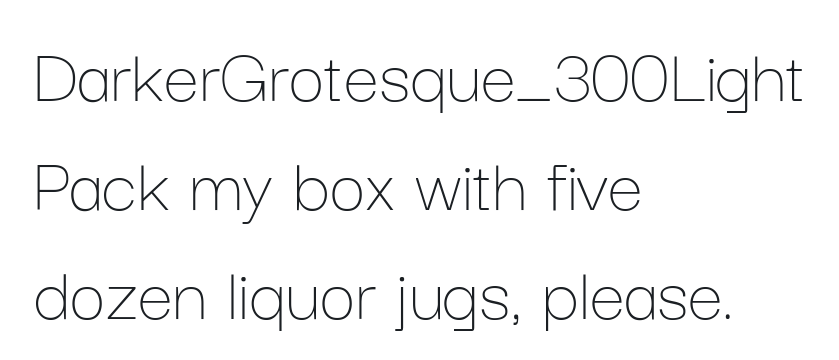 DarkerGrotesque_300Light
Pack my box with five
dozen liquor jugs, please.